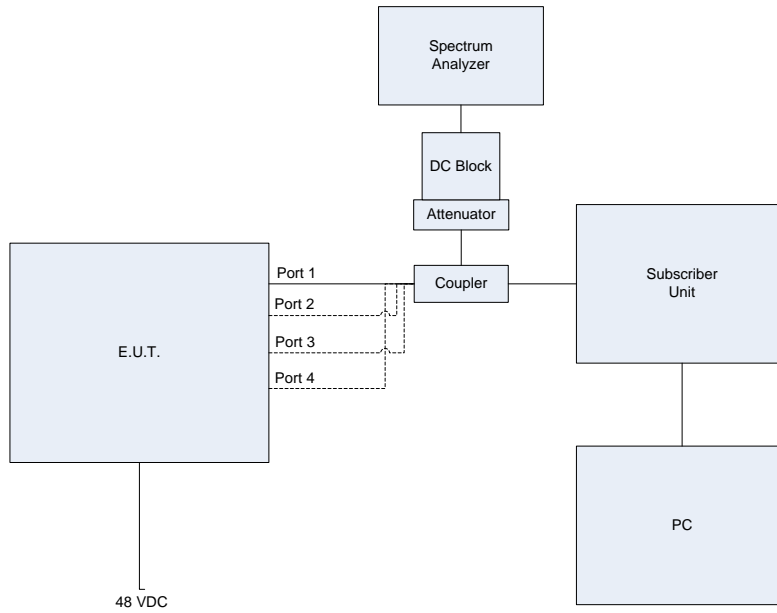 Spectrum
Analyzer
DC Block
Attenuator
Port 1
Coupler
Subscriber
Unit
Port 2
E.U.T.
Port 3
Port 4
PC
48 VDC